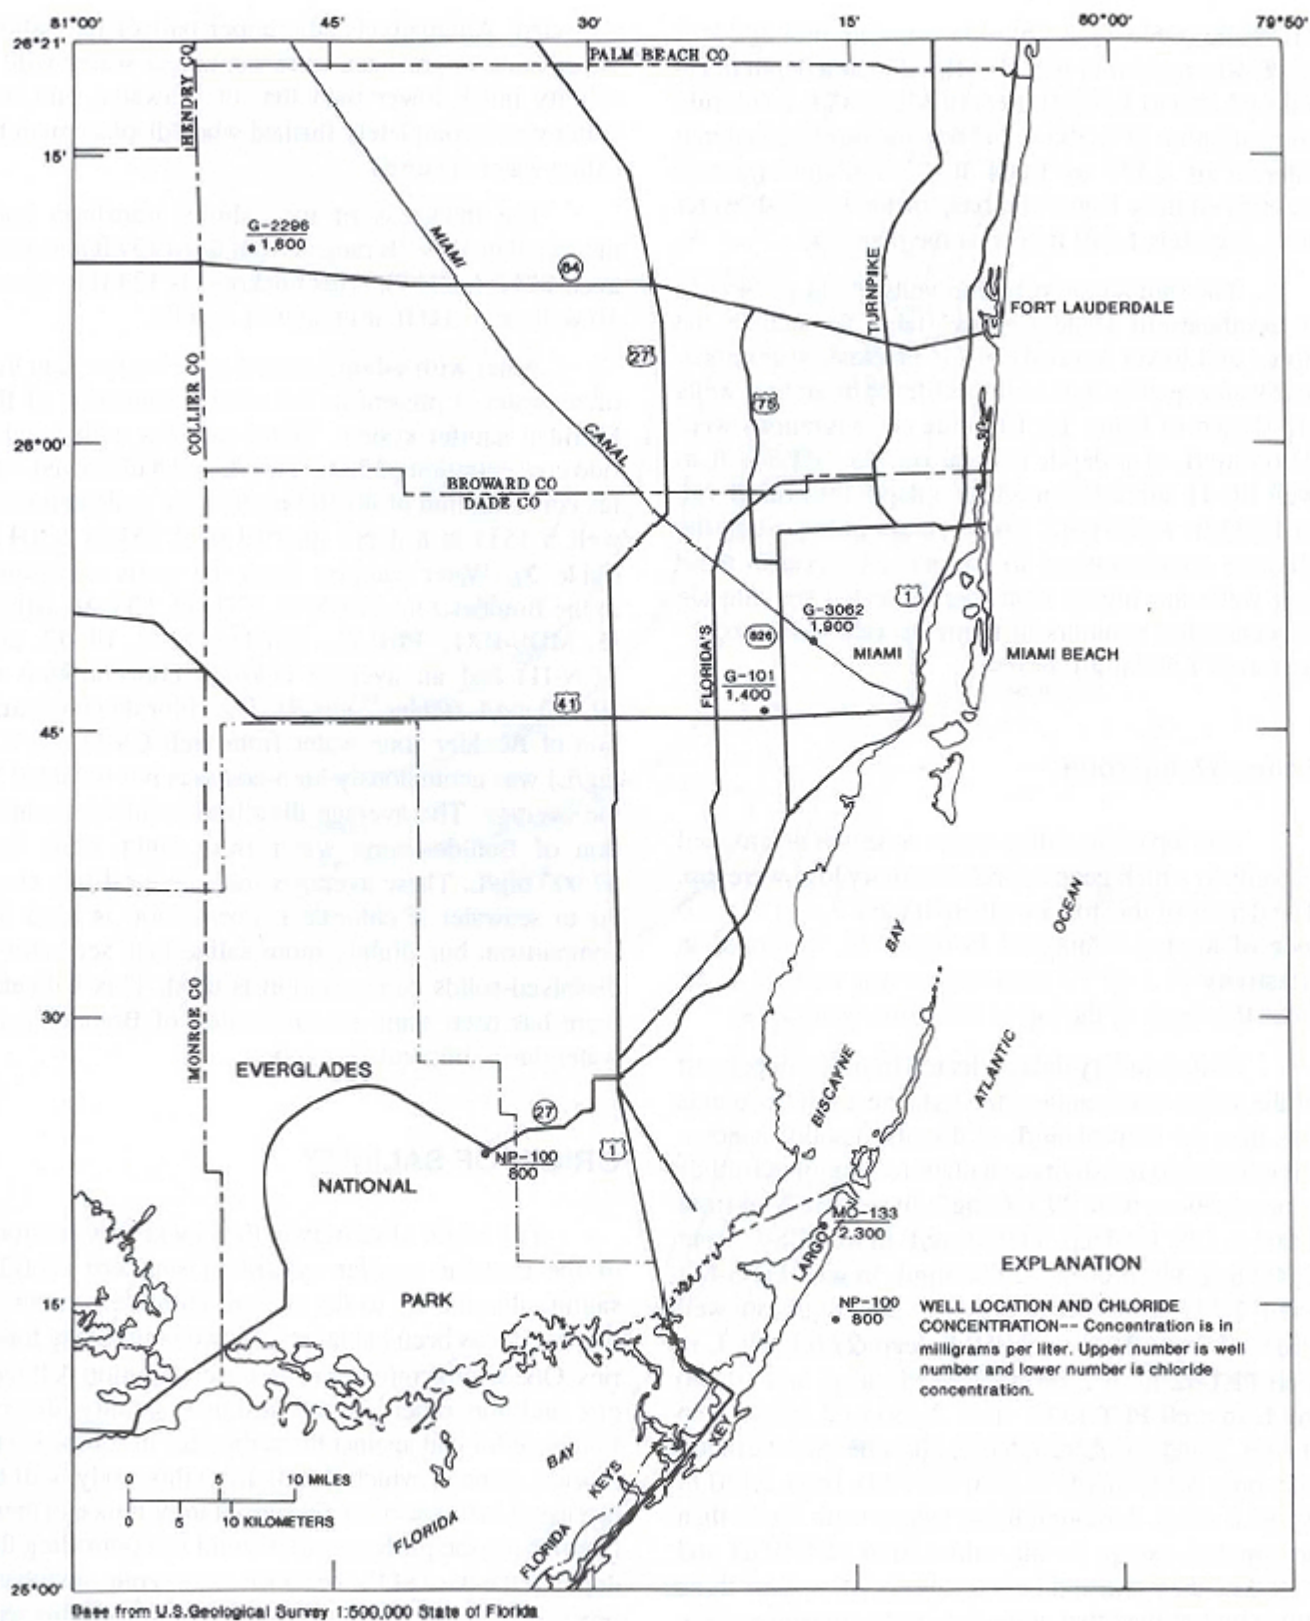 81°00' 45' 30' 15' 80°00' 79°50'
26°21'
PALM BEACH CO
HENDRY CO
15'
G-2296
1,600
MIAMI
84
TURNPIKE
FORT LAUDERDALE
27
COLLIER CO
75
26°00'
CANAL
BROWARD CO
DADE CO
1
G-3062
1,900
FLORIDA'S
826
MIAMI
MIAMI BEACH
G-101
1,400
41
45'
BAY
OCEAN
30'
MONROE CO
EVERGLADES
BISCAYNE
ATLANTIC
27
1
NP-100
800
NATIONAL
MO-133
2,300
LARGO
EXPLANATION
PARK
15'
NP-100
800
WELL LOCATION AND CHLORIDE
CONCENTRATION-- Concentration is in
milligrams per liter. Upper number is well
number and lower number is chloride
concentration.
KEY
BAY
KEYS
0 5 10 MILES
0 5 10 KILOMETERS
FLORIDA
FLORIDA
25°00'
Base from U.S.Geological Survey 1:500,000 State of Florida